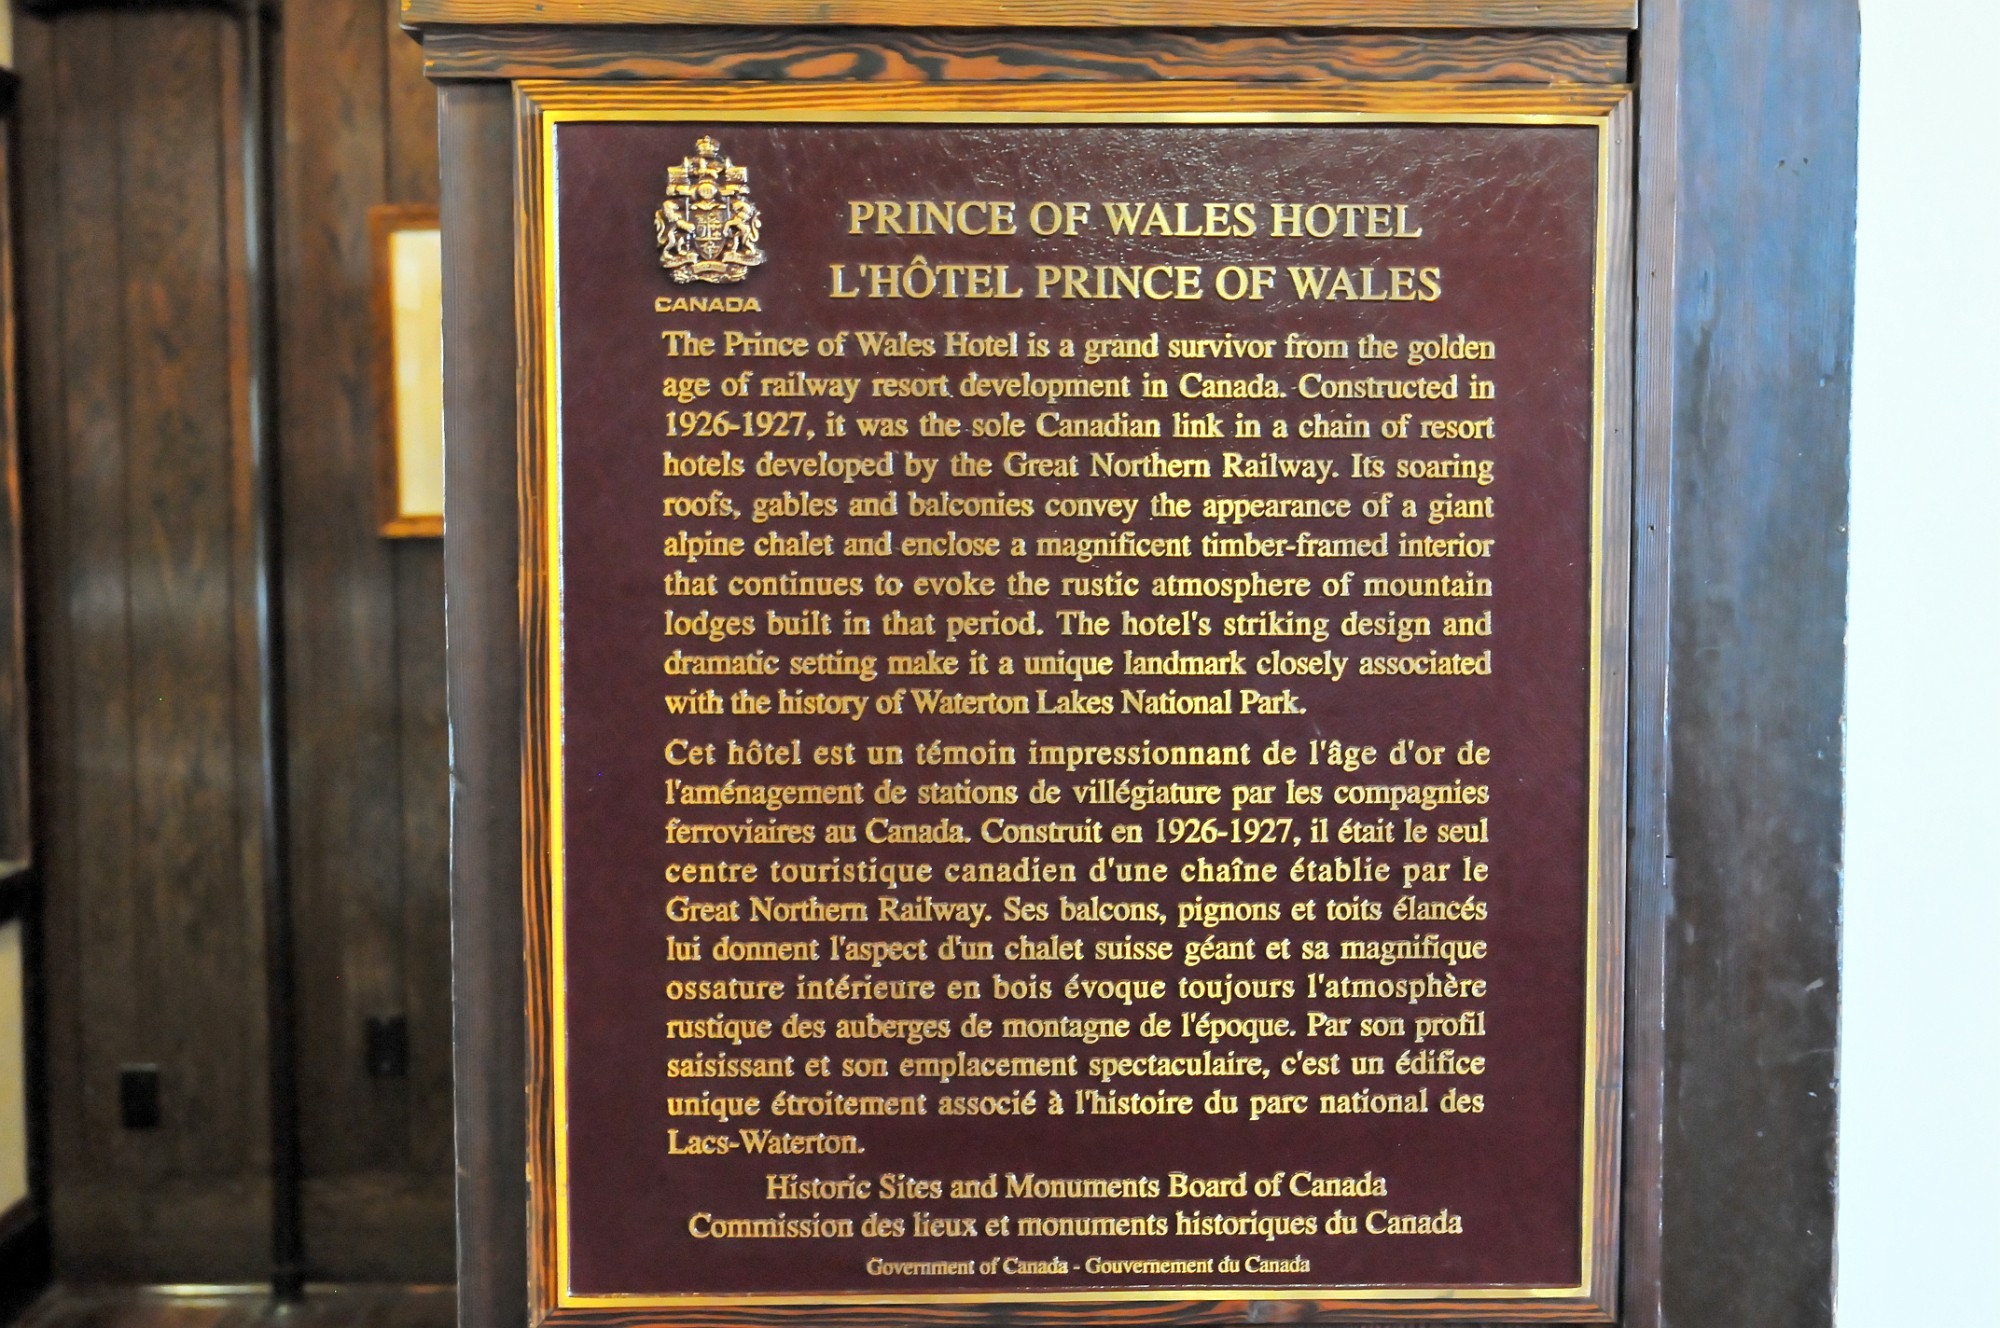 CANADA
PRINCE OF WALES HOTEL
L'HÔTEL PRINCE OF WALES
The Prince of Wales Hotel is a grand survivor from the golden
age of railway resort development in Canada. Constructed in
1926-1927, it was the sole Canadian link in a chain of resort
hotels developed by the Great Northern Railway. Its soaring
roofs, gables and balconies convey the appearance of a giant
alpine chalet and enclose a magnificent timber-framed interior
that continues to evoke the rustic atmosphere of mountain
lodges built in that period. The hotel's striking design and
dramatic setting make it a unique landmark closely associated
with the history of Waterton Lakes National Park.
Cet hôtel est un témoin impressionnant de l'âge d'or de
l'aménagement de stations de villégiature par les compagnies
ferroviaires au Canada. Construit en 1926-1927, il était le seul
centre touristique canadien d'une chaîne établie par le
Great Northern Railway. Ses balcons, pignons et toits élancés
lui donnent l'aspect d'un chalet suisse géant et sa magnifique
ossature intérieure en bois évoque toujours l'atmosphère
rustique des auberges de montagne de l'époque. Par son profil
saisissant et son emplacement spectaculaire, c'est un édifice
unique étroitement associé à l'histoire du parc national des
Lacs-Waterton.
Historic Sites and Monuments Board of Canada
Commission des lieux et monuments historiques du Canada
Government of Canada - Gouvernement du Canada